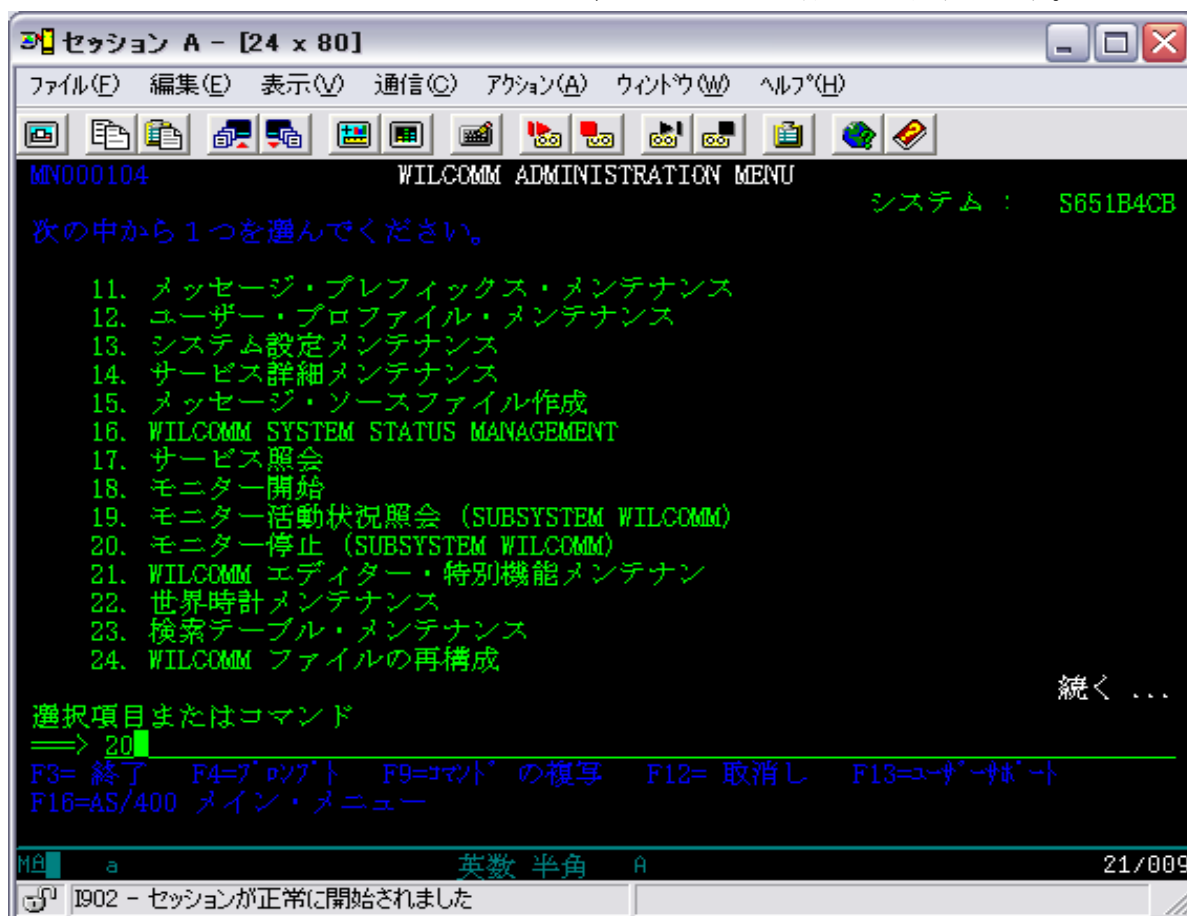 セッション A - [24 x 80]
ファイル(F) 編集(E) 表示(V) 通信(C) アクション(A) ウィンドウ(W) ヘルプ(H)
MN000104 WILCOMM ADMINISTRATION MENU
システム : S651B4CB
次の中から1つを選んでください。
11. メッセージ・プレフィックス・メンテナンス
12. ユーザー・プロファイル・メンテナンス
13. システム設定メンテナンス
14. サービス詳細メンテナンス
15. メッセージ・ソースファイル作成
16. WILCOMM SYSTEM STATUS MANAGEMENT
17. サービス照会
18. モニター開始
19. モニター活動状況照会 (SUBSYSTEM WILCOMM)
20. モニター停止 (SUBSYSTEM WILCOMM)
21. WILCOMM エディター・特別機能メンテナン
22. 世界時計メンテナンス
23. 検索テーブル・メンテナンス
24. WILCOMM ファイルの再構成
続く ...
選択項目またはコマンド
===> 20
F3= 終了 F4=プロンプト F9=コマンド の複写 F12= 取消し F13=ユーザーサポート
F16=AS/400 メイン・メニュー
MA a 英数 半角 A 21/009
I902 - セッションが正常に開始されました